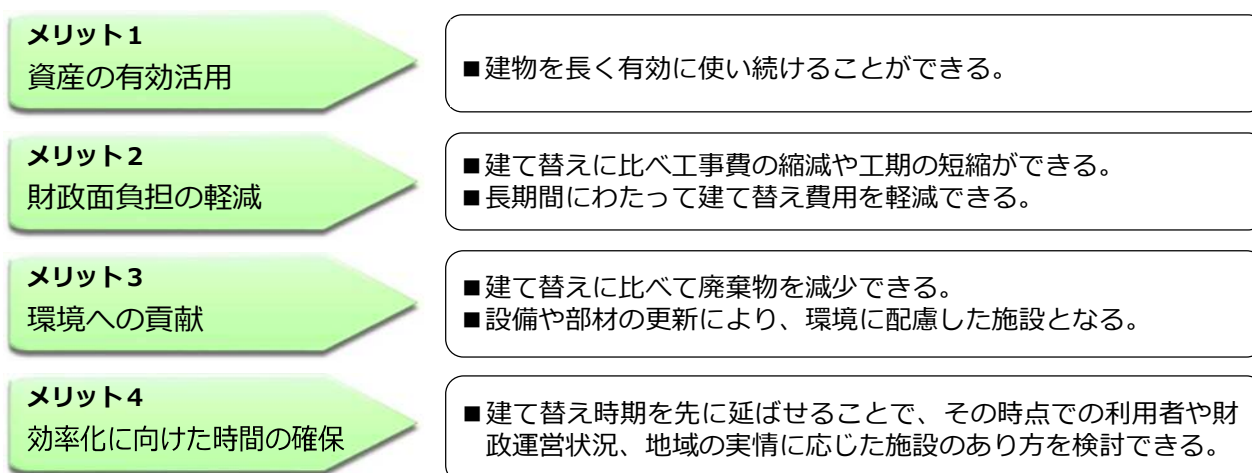 メリット1
資産の有効活用
■建物を長く有効に使い続けることができる。
メリット2
財政面負担の軽減
■建て替えに比べ工事費の縮減や工期の短縮ができる。
■長期間にわたって建て替え費用を軽減できる。
メリット3
環境への貢献
■建て替えに比べて廃棄物を減少できる。
■設備や部材の更新により、環境に配慮した施設となる。
メリット4
効率化に向けた時間の確保
■建て替え時期を先に延ばせることで、その時点での利用者や財
政運営状況、地域の実情に応じた施設のあり方を検討できる。